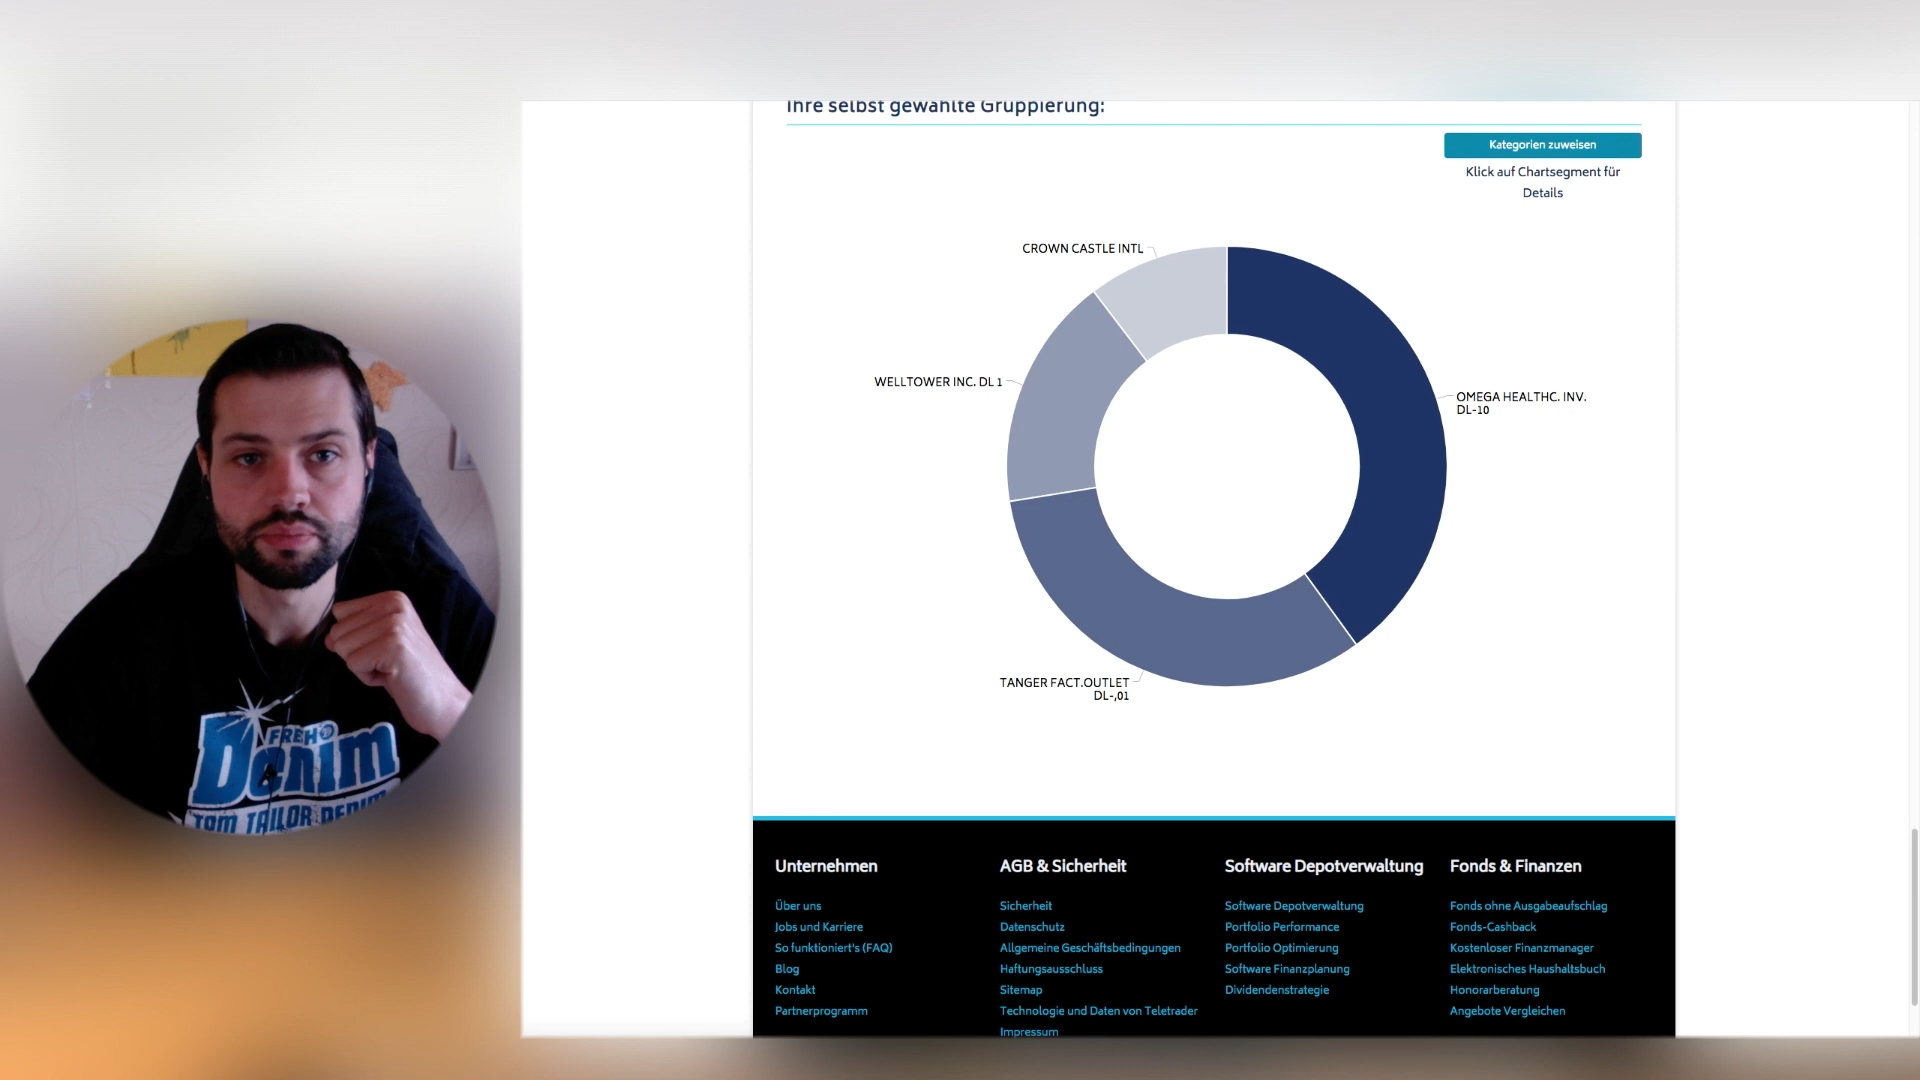 Ihre selbst gewählte Gruppierung:
Kategorien zuweisen
Klick auf Chartsegment für
Details
CROWN CASTLE INTL
WELLTOWER INC. DL 1
OMEGA HEALTHC. INV.
DL-10
TANGER FACT.OUTLET
DL-,01
FREHO
Denim
TOM TAILOR DENIM
Unternehmen
Über uns
Jobs und Karriere
So funktioniert's (FAQ)
Blog
Kontakt
Partnerprogramm
AGB & Sicherheit
Sicherheit
Datenschutz
Allgemeine Geschäftsbedingungen
Haftungsausschluss
Sitemap
Technologie und Daten von Teletrader
Impressum
Software Depotverwaltung
Software Depotverwaltung
Portfolio Performance
Portfolio Optimierung
Software Finanzplanung
Dividendenstrategie
Fonds & Finanzen
Fonds ohne Ausgabeaufschlag
Fonds-Cashback
Kostenloser Finanzmanager
Elektronisches Haushaltsbuch
Honorarberatung
Angebote Vergleichen